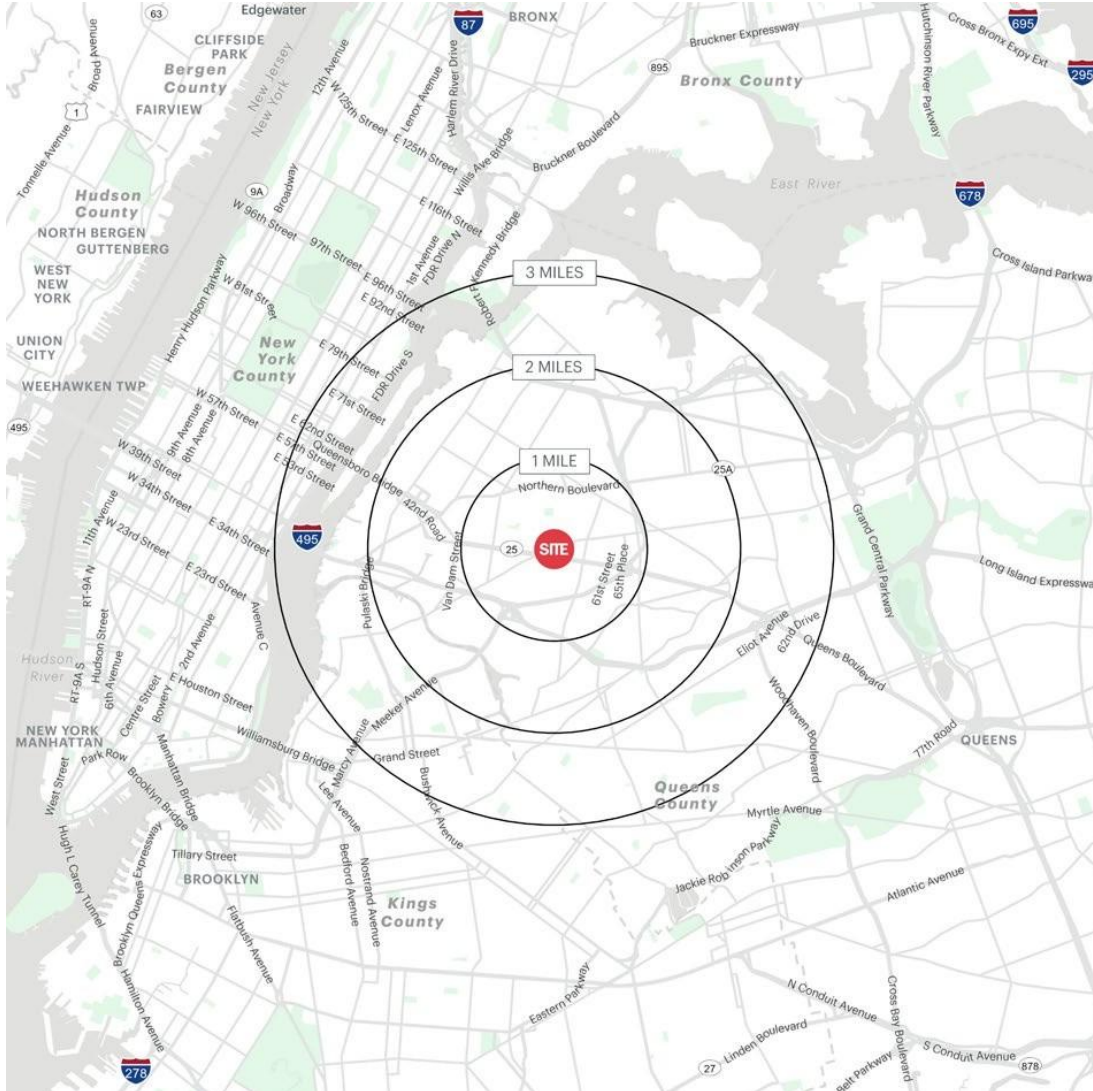 Edgewater
63
87
BRONX
695
CLIFFSIDE
PARK
Bruckner Expressway
Cross Bronx Expy Ext
Hutchinson River Parkway
295
Broad Avenue
Bergen
County
New Jersey
New York
12th Avenue
Lenox Avenue
Harlem River Drive
895
Bronx County
1
FAIRVIEW
W 125th Street
E 125th Street
Willis Ave Bridge
Bruckner Boulevard
Tonnelle Avenue
Hudson
County
9A
Broadway
East River
678
NORTH BERGEN
GUTTENBERG
W 96th Street
97th Street
E 96th Street
E 92nd Street
E 116th Street
1st Avenue
FDR Drive N
Robert F Kennedy Bridge
Cross Island Parkway
WEST
NEW
YORK
3 MILES
Henry Hudson Parkway
W 81st Street
UNION
CITY
New
York
County
E 79th Street
FDR Drive S
2 MILES
WEEHAWKEN TWP
W 57th Street
E 71st Street
495
9th Avenue
8th Avenue
E 62nd Street
E 57th Street
E 53rd Street
Queensboro Bridge
42nd Road
1 MILE
25A
W 39th Street
W 34th Street
E 34th Street
Northern Boulevard
11th Avenue
W 23rd Street
E 23rd Street
495
25
SITE
Grand Central Parkway
Long Island Expressway
RT-9A N
Pulaski Bridge
Van Dam Street
61st Street
65th Place
Avenue C
Hudson
River
RT-9A S
Hudson Street
6th Avenue
2nd Avenue
Eliot Avenue
62nd Drive
Queens Boulevard
Centre Street
Bowery
E Houston Street
Meeker Avenue
Woodhaven Boulevard
NEW YORK
MANHATTAN
Park Row
Williamsburg Bridge
Marcy Avenue
Grand Street
77th Road
QUEENS
West Street
Manhattan Bridge
Brooklyn Bridge
Lee Avenue
Bushwick Avenue
Queens
County
Myrtle Avenue
Hugh L Carey Tunnel
Tillary Street
BROOKLYN
Brooklyn Queens Expressway
Bedford Avenue
Nostrand Avenue
Jackie Robinson Parkway
Atlantic Avenue
Kings
County
Flatbush Avenue
Hamilton Avenue
Eastern Parkway
N Conduit Avenue
Cross Bay Boulevard
Linden Boulevard
S Conduit Avenue
278
27
Belt Parkway
878